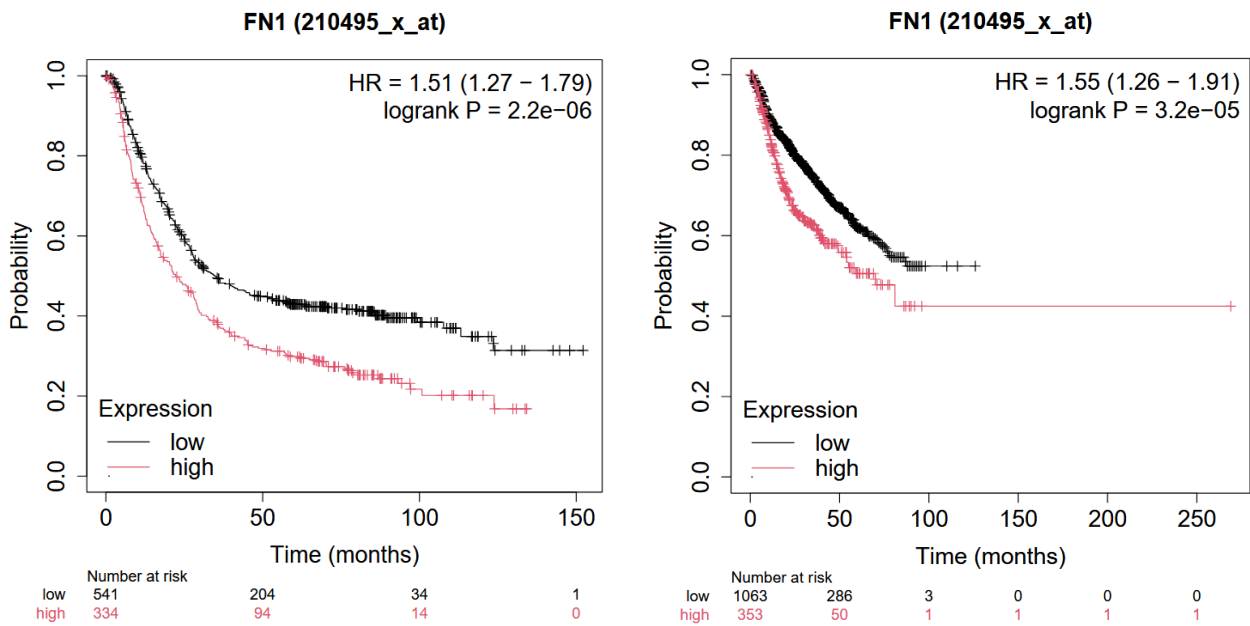 FN1 (210495_x_at)
HR = 1.51 (1.27 − 1.79)
logrank P = 2.2e−06
Probability
1.0
0.8
0.6
0.4
0.2
0.0
Expression
low
high
0 50 100 150
Time (months)
Number at risk
low 541 204 34 1
high 334 94 14 0
FN1 (210495_x_at)
HR = 1.55 (1.26 − 1.91)
logrank P = 3.2e−05
Probability
1.0
0.8
0.6
0.4
0.2
0.0
Expression
low
high
0 50 100 150 200 250
Time (months)
Number at risk
low 1063 286 3 0 0 0
high 353 50 1 1 1 1